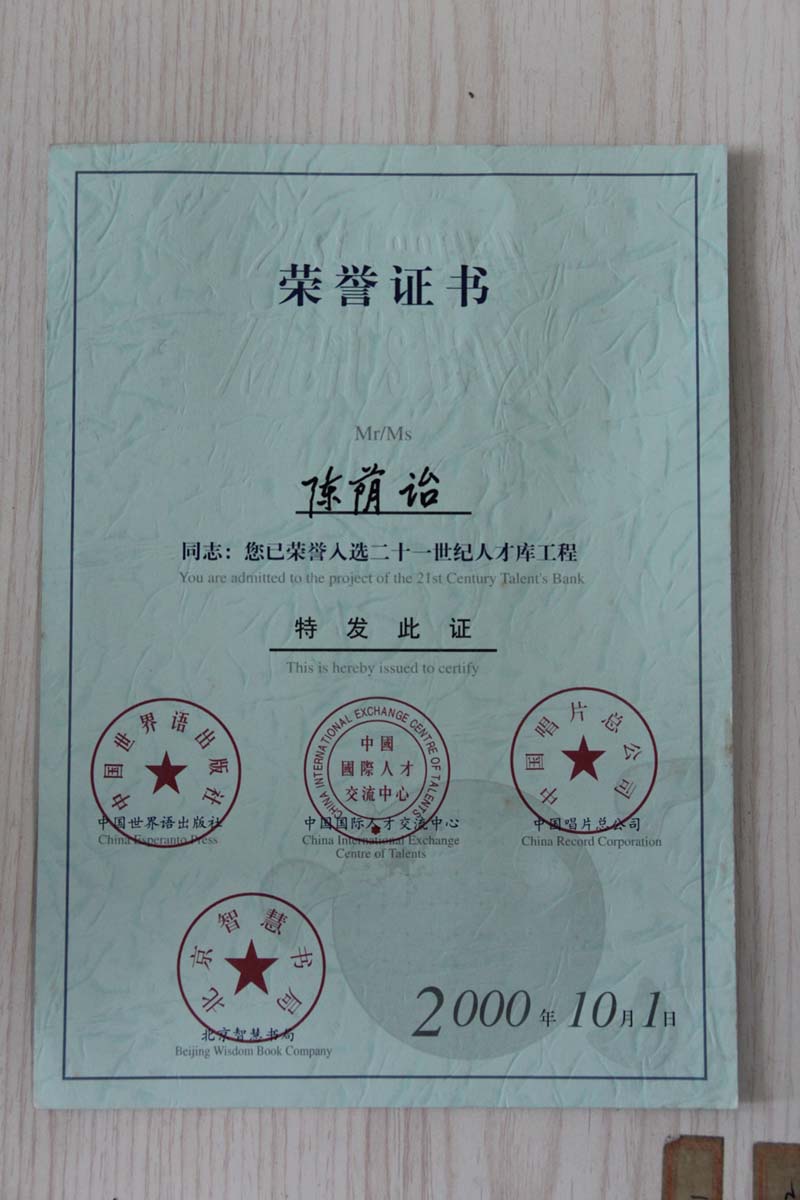 荣誉证书
Mr/Ms
陈荫诒
同志：您已荣誉入选二十一世纪人才库工程
You are admitted to the project of the 21st Century Talent's Bank
特发此证
This is hereby issued to certify
中国世界语出版社
中国世界语出版社
China Esperanto Press
CHINA INTERNATIONAL EXCHANGE CENTRE OF TALENTS
中國
國際人才
交流中心
中国国际人才交流中心
China International Exchange
Centre of Talents
中国唱片总公司
中国唱片总公司
China Record Corporation
北京智慧书局
北京智慧书局
Beijing Wisdom Book Company
2000年10月1日